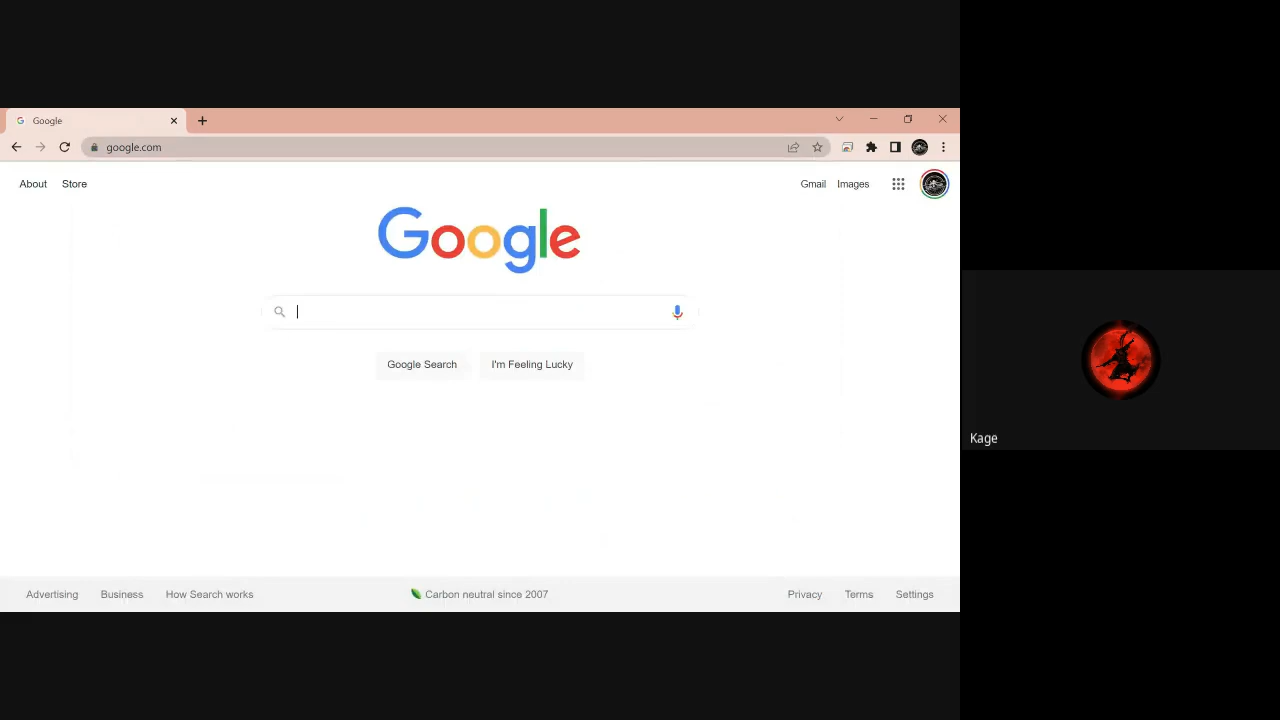 Google
google.com
About Store Gmail Images
Google
Google Search I'm Feeling Lucky
Kage
Advertising Business How Search works Carbon neutral since 2007 Privacy Terms Settings